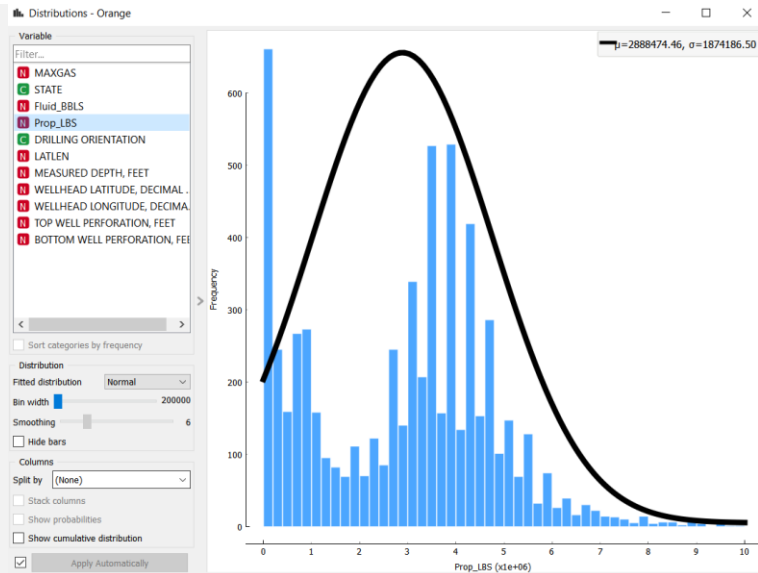 Distributions - Orange
Variable
Filter...
N MAXGAS
C STATE
N Fluid_BBLS
N Prop_LBS
C DRILLING ORIENTATION
N LATLEN
N MEASURED DEPTH, FEET
N WELLHEAD LATITUDE, DECIMAL .
N WELLHEAD LONGITUDE, DECIMA.
N TOP WELL PERFORATION, FEET
N BOTTOM WELL PERFORATION, FEE
Sort categories by frequency
Distribution
Fitted distribution Normal
Bin width 200000
Smoothing 6
Hide bars
Columns
Split by (None)
Stack columns
Show probabilities
Show cumulative distribution
Apply Automatically
μ=2888474.46, σ=1874186.50
Frequency
600
500
400
300
200
100
0
0 1 2 3 4 5 6 7 8 9 10
Prop_LBS (x1e+06)